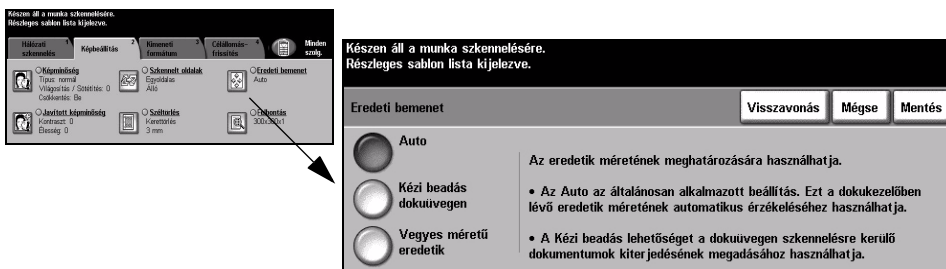 Készen áll a munka szkennelésére.
Részleges sablon lista kijelezve.
Hálózati szkennelés 1
Képbeállítás 2
Kimeneti formátum 3
Célállomás-frissítés 4
Minden szolg.
Képminőség
Típus: normál
Világosítás / Sötétítés: 0
Csökkentés: Be
Szkennelt oldalak
Egyoldalas
Álló
Eredeti bemenet
Auto
Javított képminőség
Kontraszt: 0
Élesség: 0
Széltörlés
Kerettörlés
3 mm
Felbontás
300x300x1
Készen áll a munka szkennelésére.
Részleges sablon lista kijelezve.
Eredeti bemenet
Visszavonás
Mégse
Mentés
Auto
Kézi beadás
dokuüvegen
Vegyes méretű
eredetik
Az eredetik méretének meghatározására használhatja.
• Az Auto az általánosan alkalmazott beállítás. Ezt a dokukezelőben
lévő eredetik méretének automatikus érzékeléséhez használhatja.
• A Kézi beadás lehetőséget a dokuüvegen szkennelésre kerülő
dokumentumok kiterjedésének megadásához használhatja.